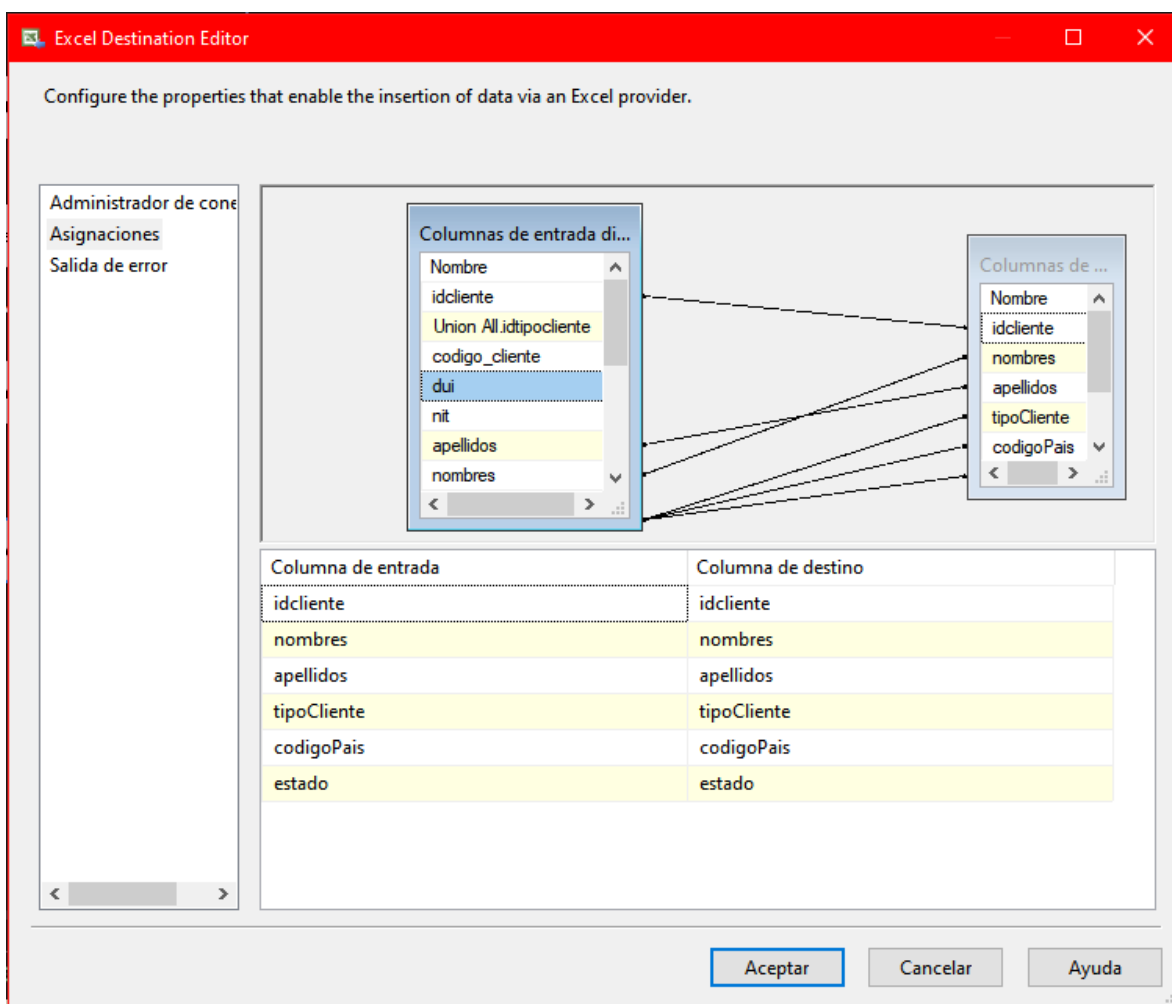 Excel Destination Editor
Configure the properties that enable the insertion of data via an Excel provider.
Administrador de cone
Asignaciones
Salida de error
Columnas de entrada di...
Nombre
idcliente
Union All.idtipocliente
codigo_cliente
dui
nit
apellidos
nombres
Columnas de ...
Nombre
idcliente
nombres
apellidos
tipoCliente
codigoPais
Columna de entrada Columna de destino
idcliente idcliente
nombres nombres
apellidos apellidos
tipoCliente tipoCliente
codigoPais codigoPais
estado estado
Aceptar Cancelar Ayuda